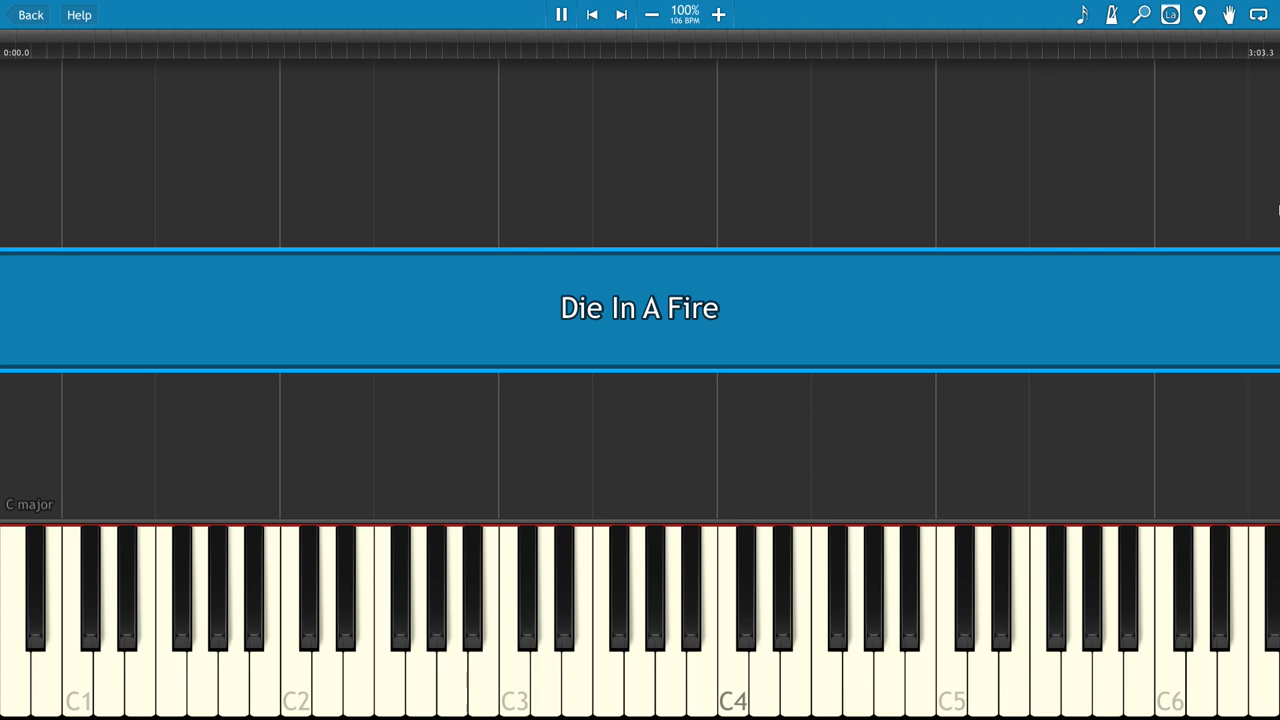 Back
Help
100%
106 BPM
La
0:00.0
3:03.3
Die In A Fire
C major
C1
C2
C3
C4
C5
C6